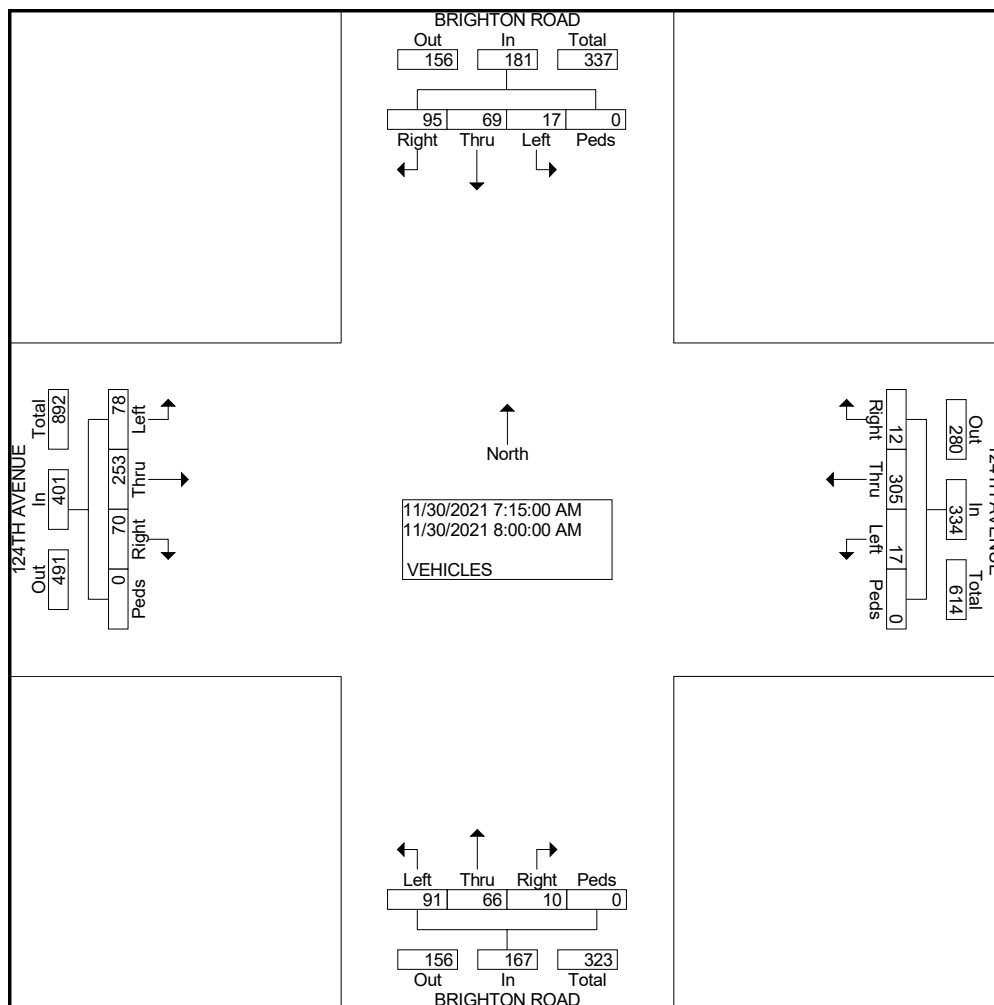 BRIGHTON ROAD
Out In Total
156 181 337
95 69 17 0
Right Thru Left Peds
124TH AVENUE
Total In Out
892 401 491
78 253 70 0
Left Thru Right Peds
North
11/30/2021 7:15:00 AM
11/30/2021 8:00:00 AM
VEHICLES
Right Thru Left Peds
12 305 17 0
Out In Total
280 334 614
124TH AVENUE
Left Thru Right Peds
91 66 10 0
156 167 323
Out In Total
BRIGHTON ROAD